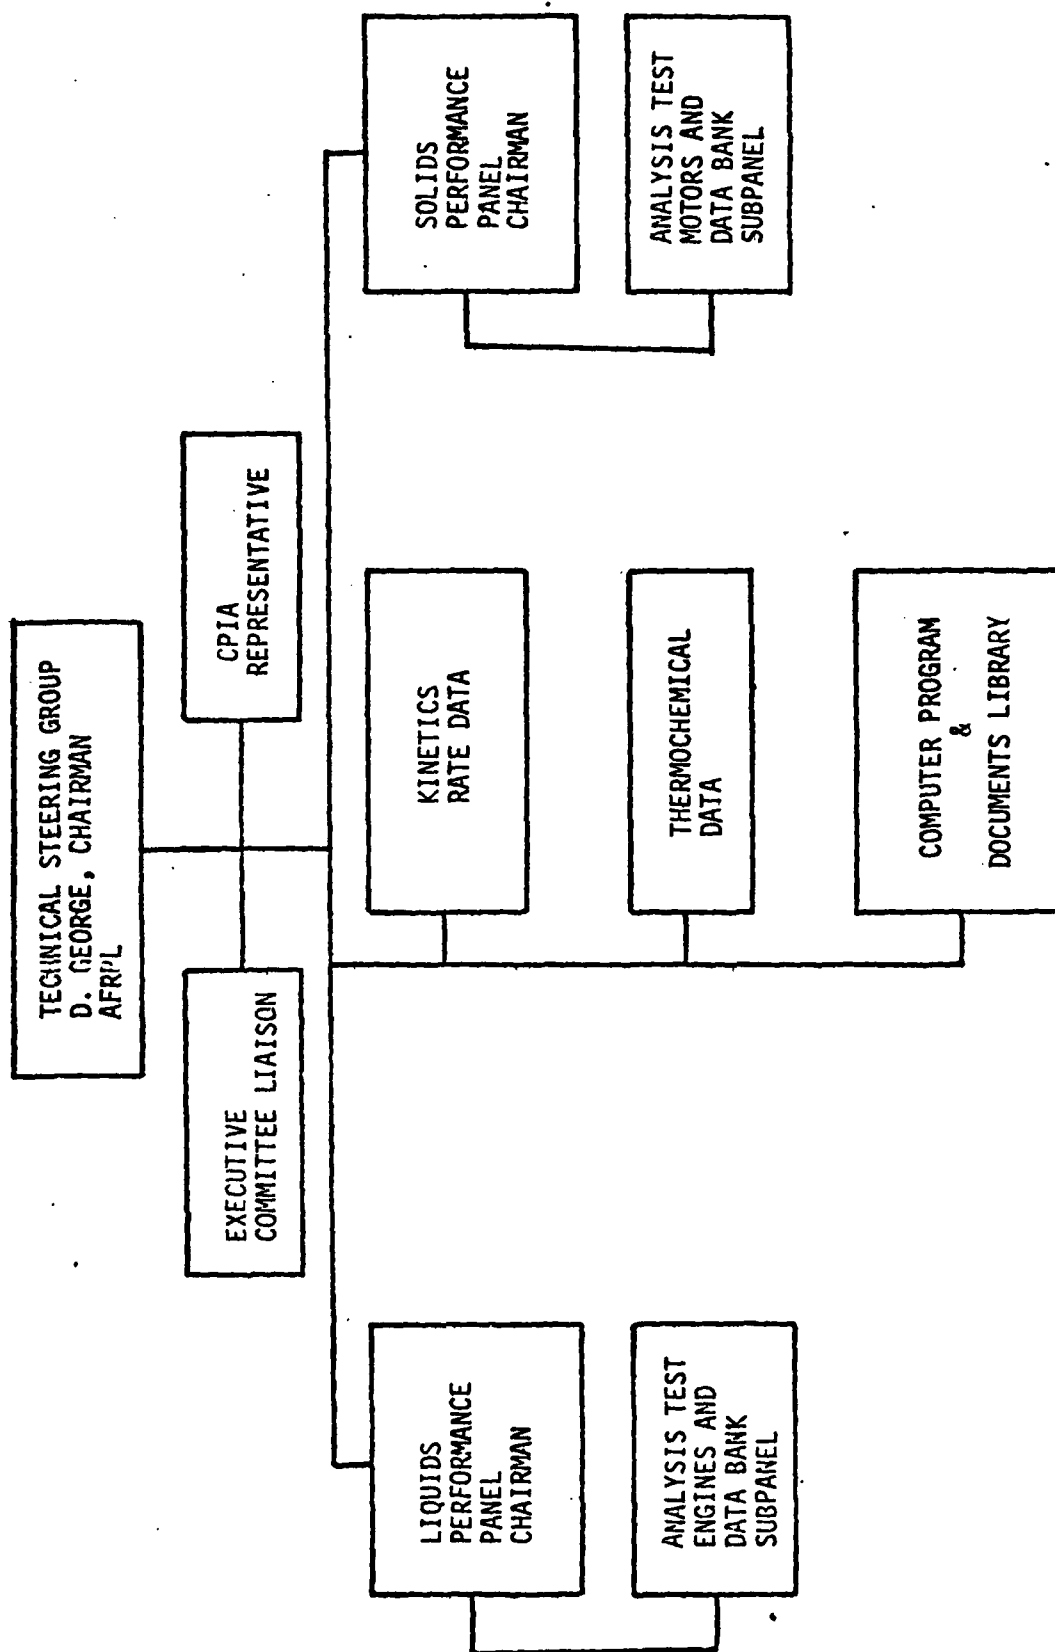 TECHNICAL STEERING GROUP
D. GEORGE, CHAIRMAN
AFRPL
EXECUTIVE
COMMITTEE LIAISON
CPIA
REPRESENTATIVE
LIQUIDS
PERFORMANCE
PANEL
CHAIRMAN
ANALYSIS TEST
ENGINES AND
DATA BANK
SUBPANEL
KINETICS
RATE DATA
THERMOCHEMICAL
DATA
COMPUTER PROGRAM
&
DOCUMENTS LIBRARY
SOLIDS
PERFORMANCE
PANEL
CHAIRMAN
ANALYSIS TEST
MOTORS AND
DATA BANK
SUBPANEL